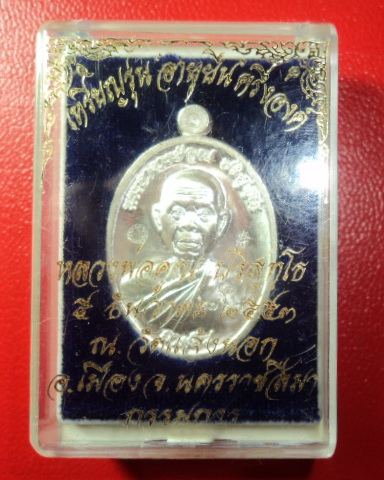 เหรียญรุ่น อายุยืน ครึ่งองค์
หลวงพ่อคูณ ปริสุทฺโธ
๕ ธันวาคม ๒๕๕๓
ณ. วัดแจ้งนอก
อ.เมือง จ.นครราชสีมา
กรรมการ